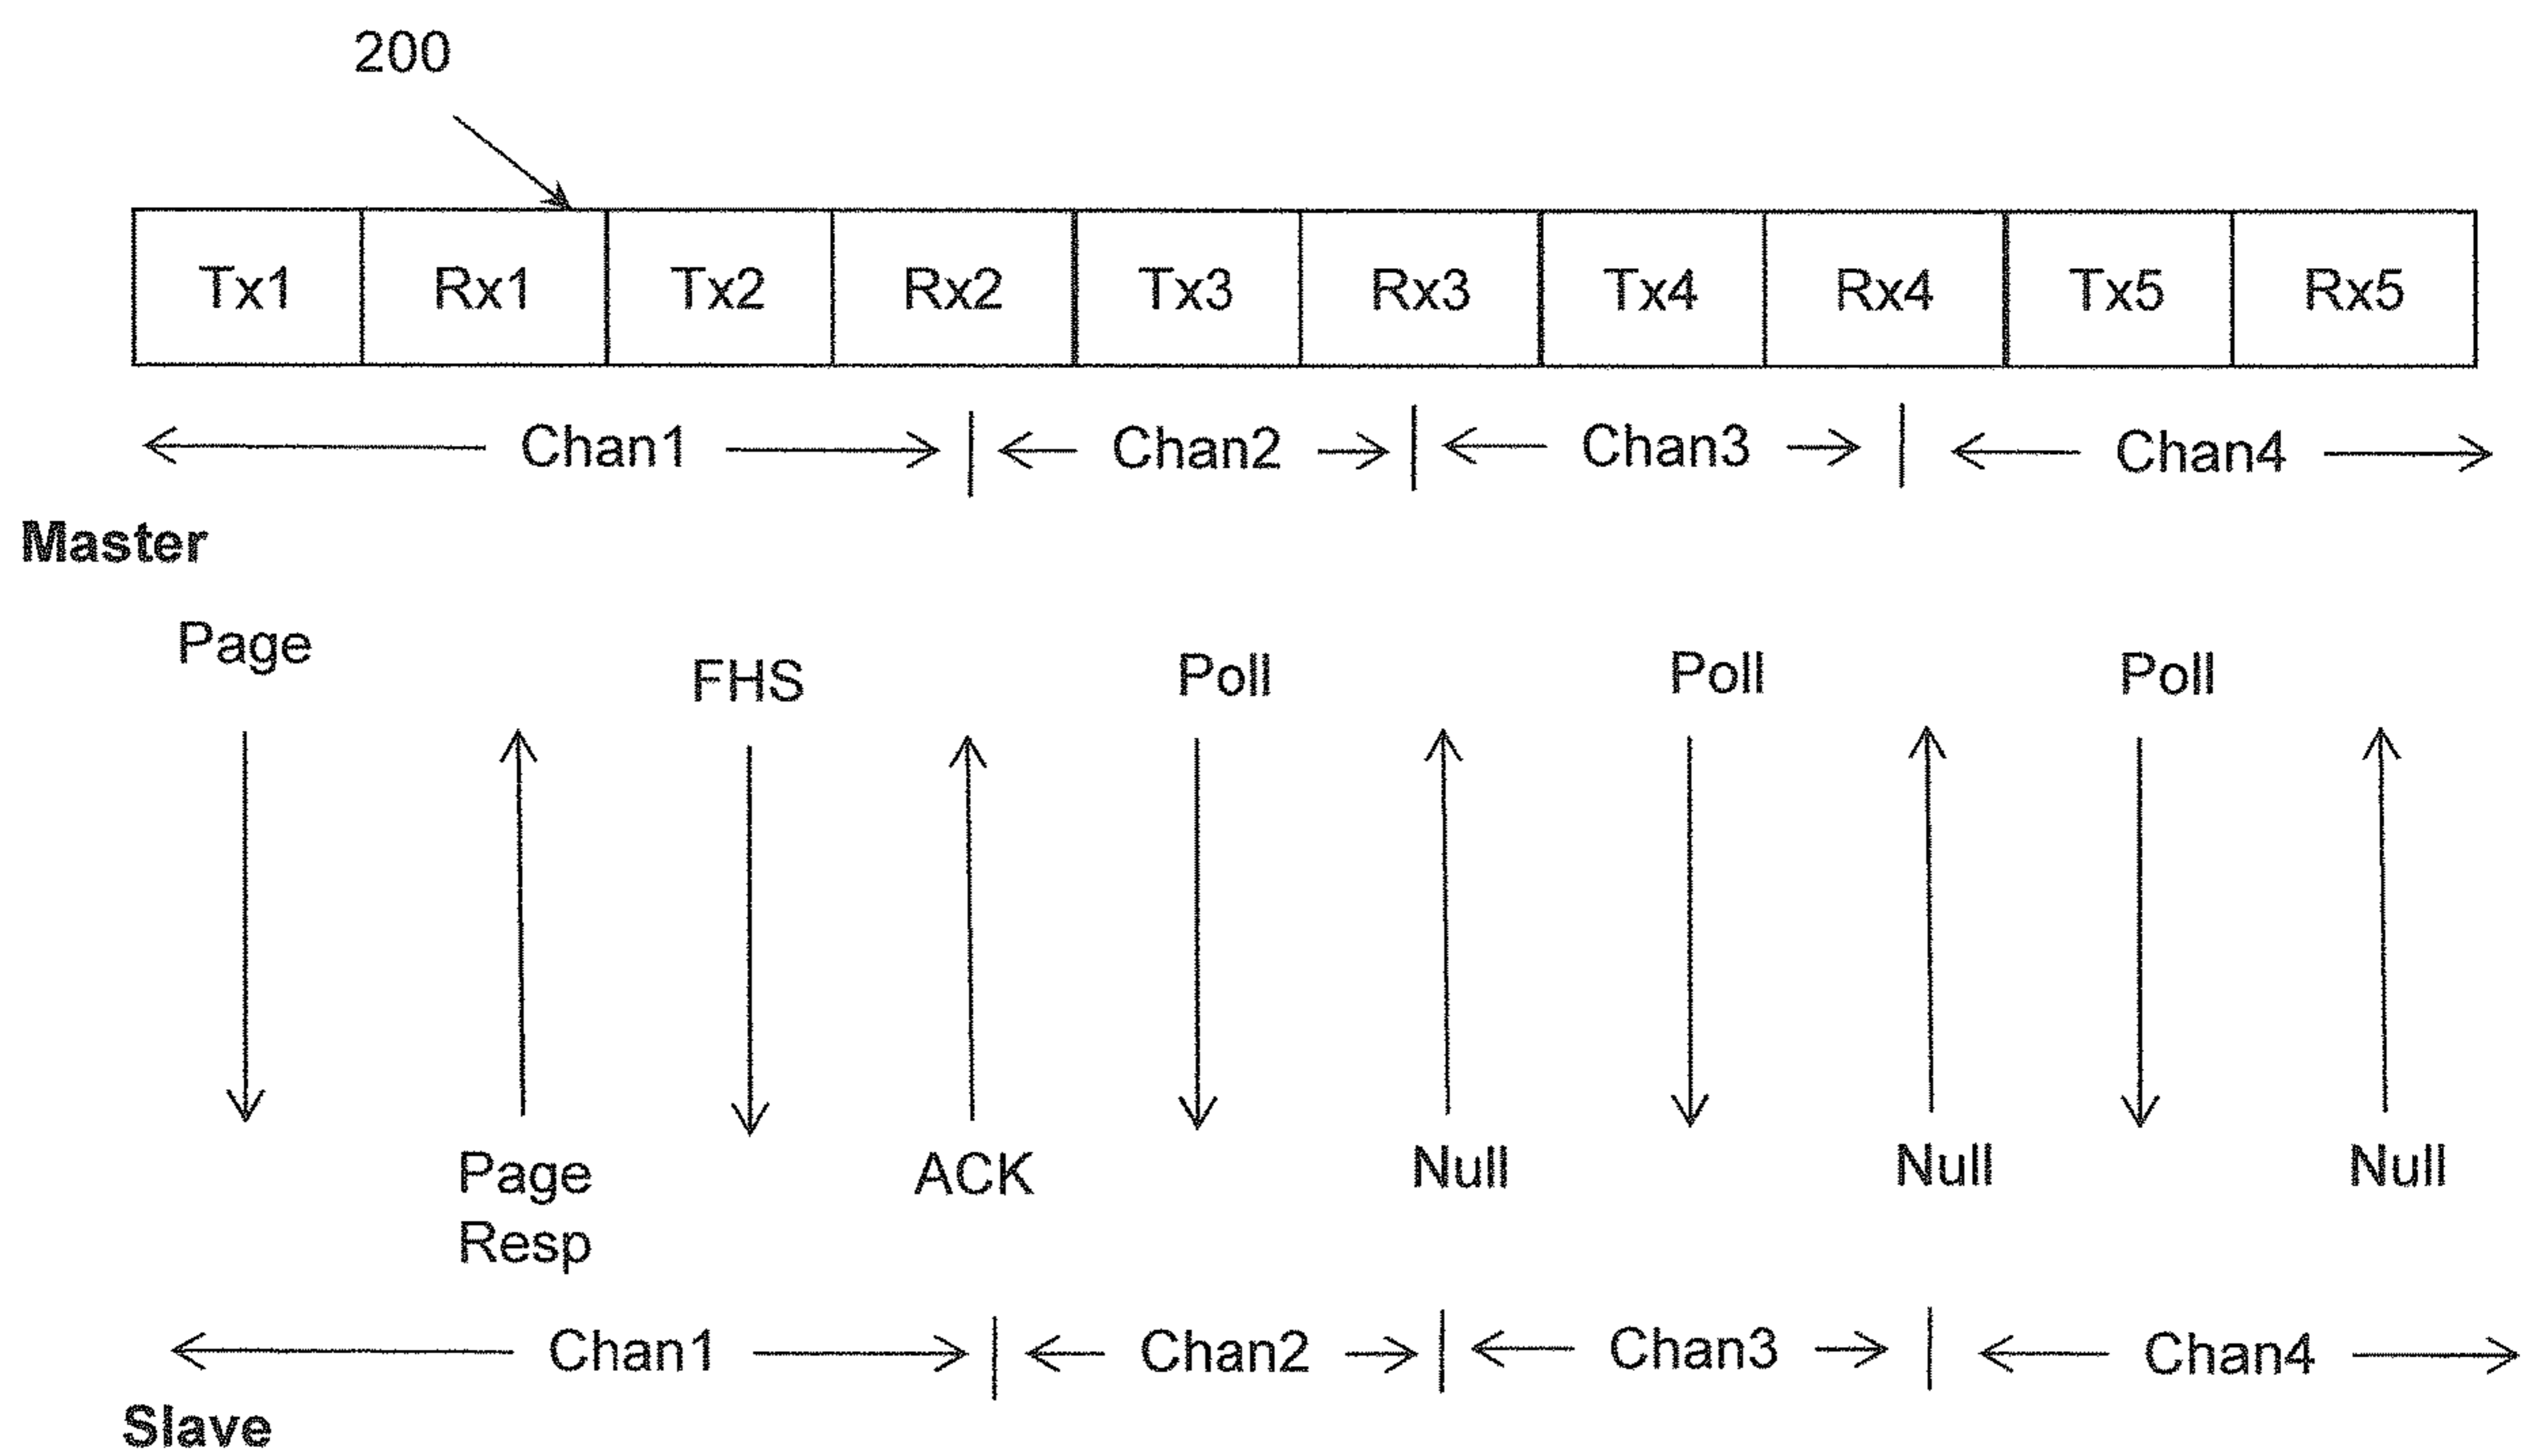 200
Tx1 Rx1 Tx2 Rx2 Tx3 Rx3 Tx4 Rx4 Tx5 Rx5
Chan1 Chan2 Chan3 Chan4
Master
Page FHS Poll Poll Poll
Page ACK Null Null Null
Resp
Chan1 Chan2 Chan3 Chan4
Slave